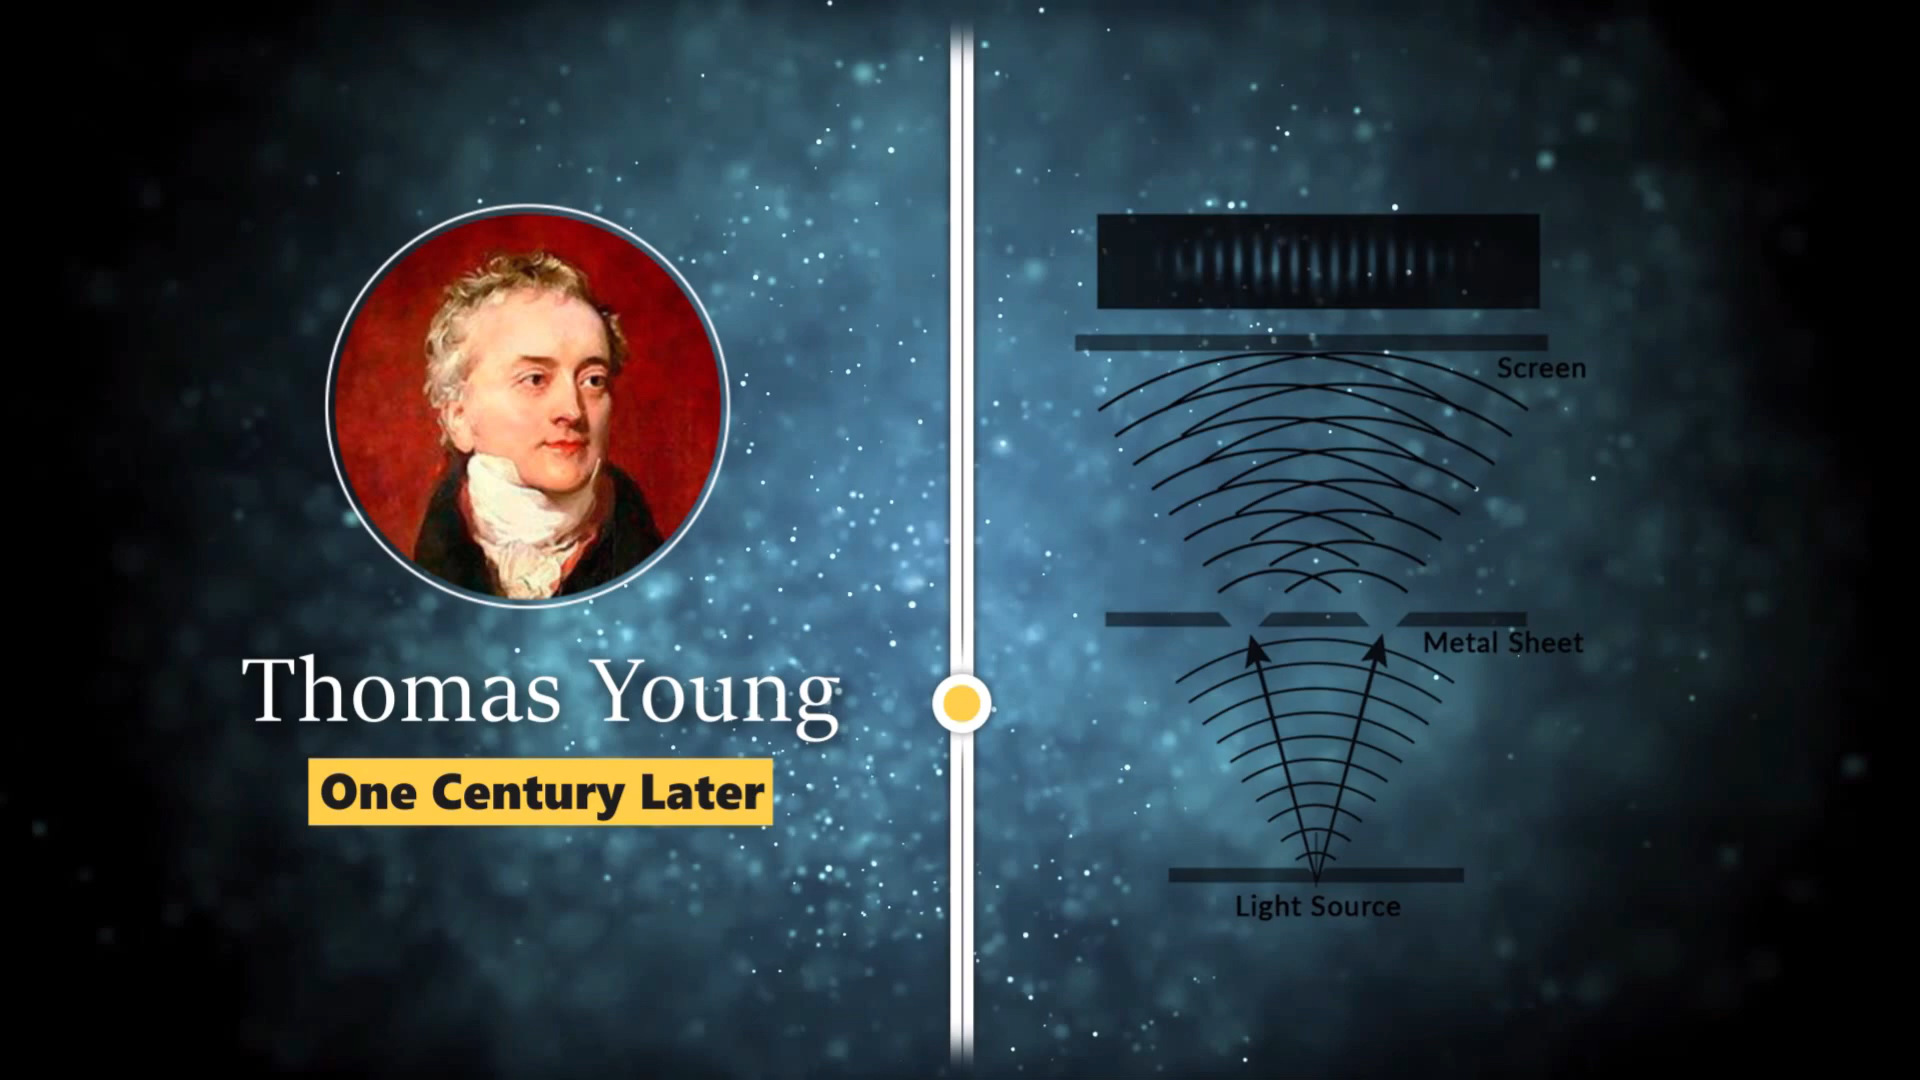 Thomas Young
One Century Later
Screen
Metal Sheet
Light Source